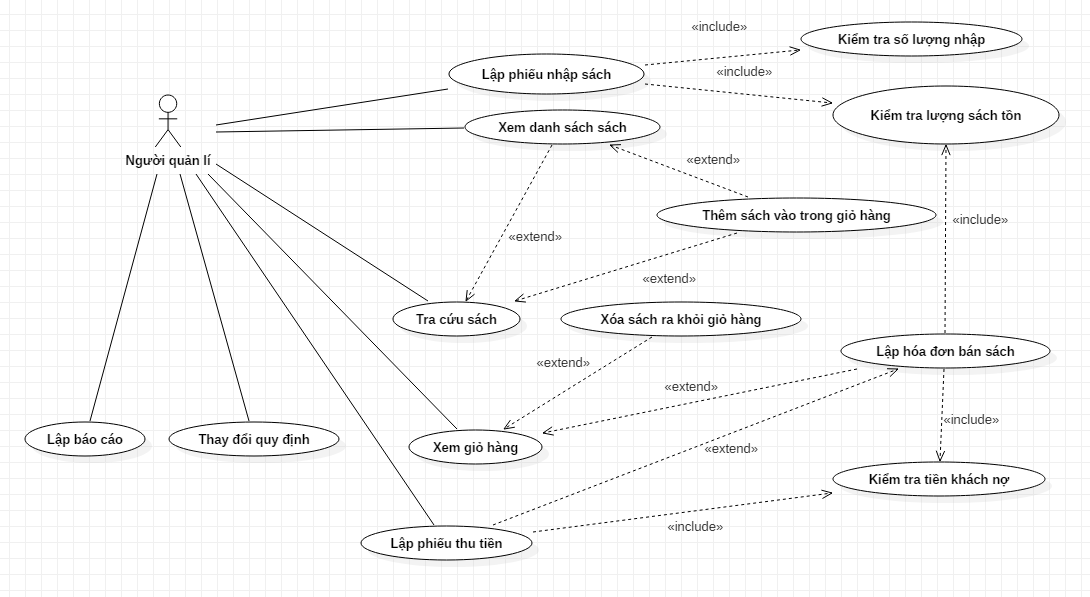 «include»
Kiểm tra số lượng nhập
Lập phiếu nhập sách
«include»
Kiểm tra lượng sách tồn
Xem danh sách sách
Người quản lí
«extend»
Thêm sách vào trong giỏ hàng
«include»
«extend»
«extend»
Tra cứu sách
Xóa sách ra khỏi giỏ hàng
Lập hóa đơn bán sách
«extend»
«extend»
«include»
Lập báo cáo
Thay đổi quy định
Xem giỏ hàng
«extend»
Kiểm tra tiền khách nợ
«include»
Lập phiếu thu tiền